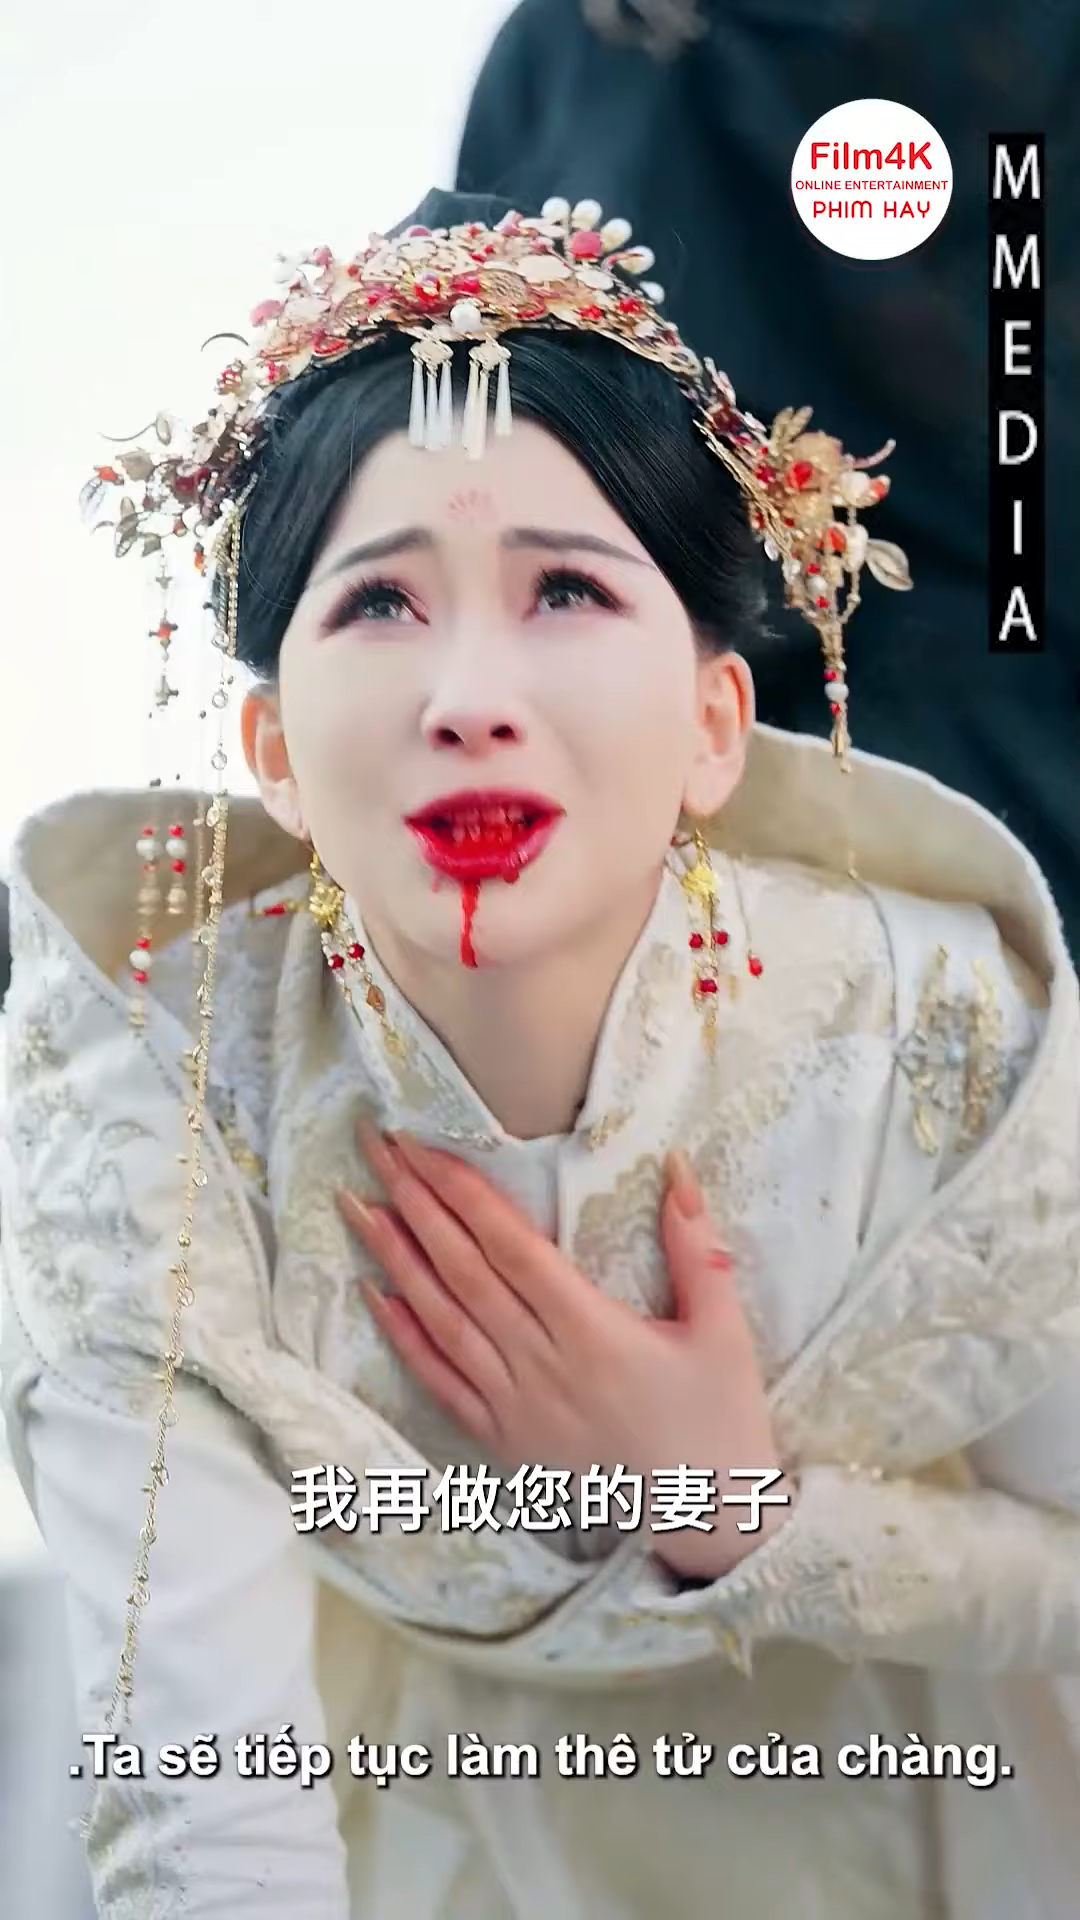 Film4K
ONLINE ENTERTAINMENT
PHIM HAY
MMEDIA
我再做您的妻子
.Ta sẽ tiếp tục làm thê tử của chàng.